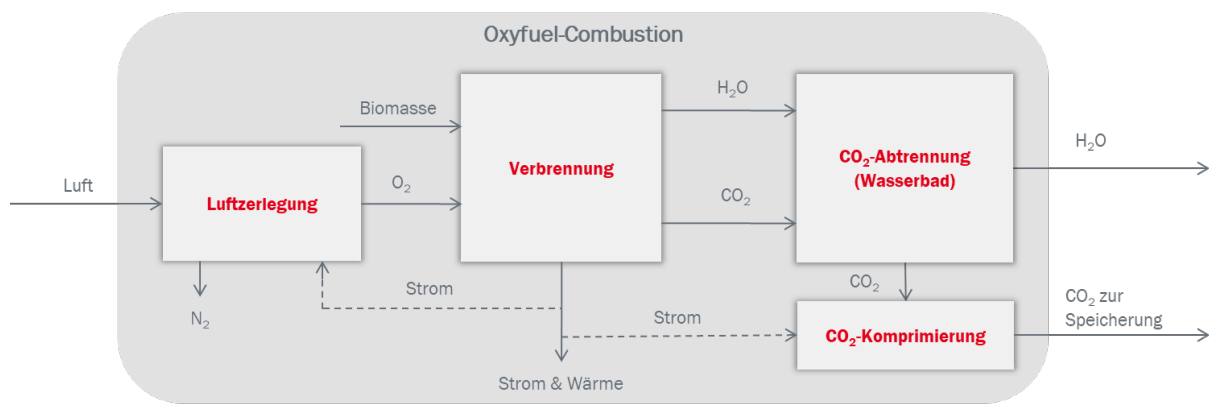 Oxyfuel-Combustion
Luft
Luftzerlegung
N₂
O₂
Biomasse
Verbrennung
Strom
Strom & Wärme
Strom
H₂O
CO₂
CO₂-Abtrennung
(Wasserbad)
CO₂
CO₂-Komprimierung
H₂O
CO₂ zur
Speicherung